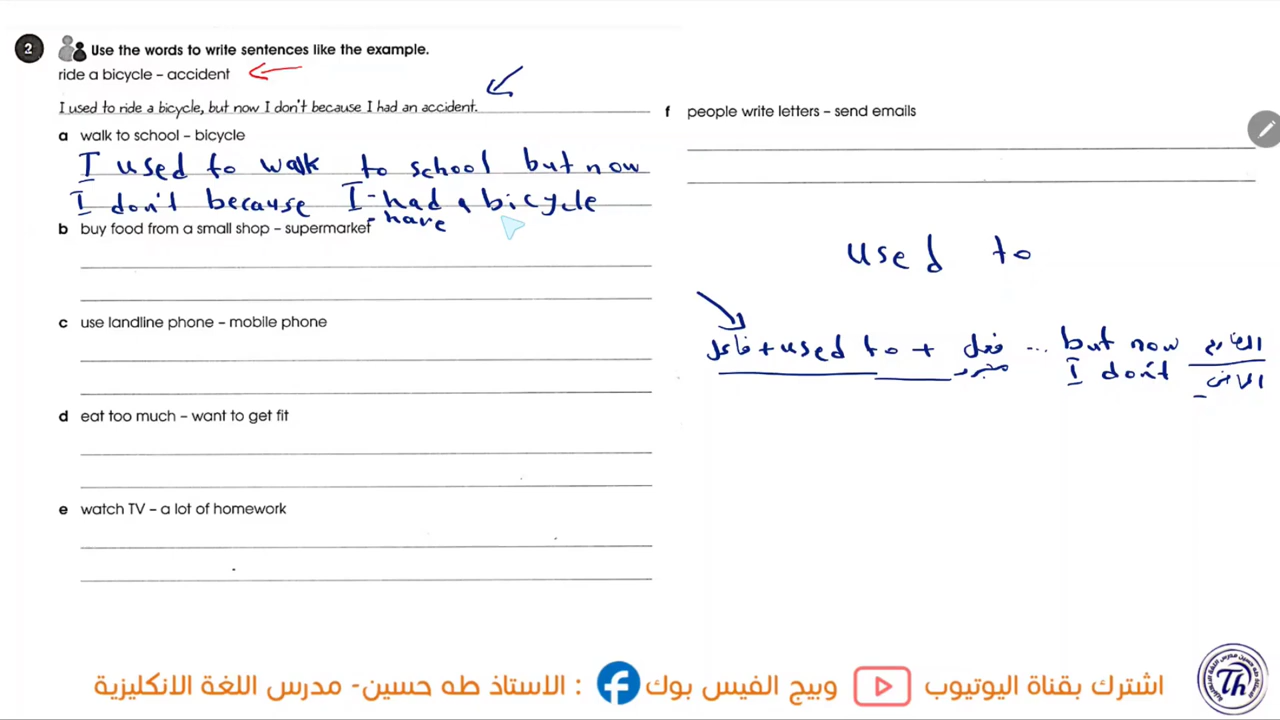 2 Use the words to write sentences like the example.
ride a bicycle – accident
I used to ride a bicycle, but now I don't because I had an accident.
a walk to school – bicycle
I used to walk to school but now
I don't because I - had a bicycle
- have
b buy food from a small shop – supermarket
c use landline phone – mobile phone
d eat too much – want to get fit
e watch TV – a lot of homework
f people write letters – send emails
used to
فاعل + used to + فعل ... but now
مجرد I don't الماضي
اشترك بقناة اليوتيوب وبيج الفيس بوك : الاستاذ طه حسين- مدرس اللغة الانكليزية
Th